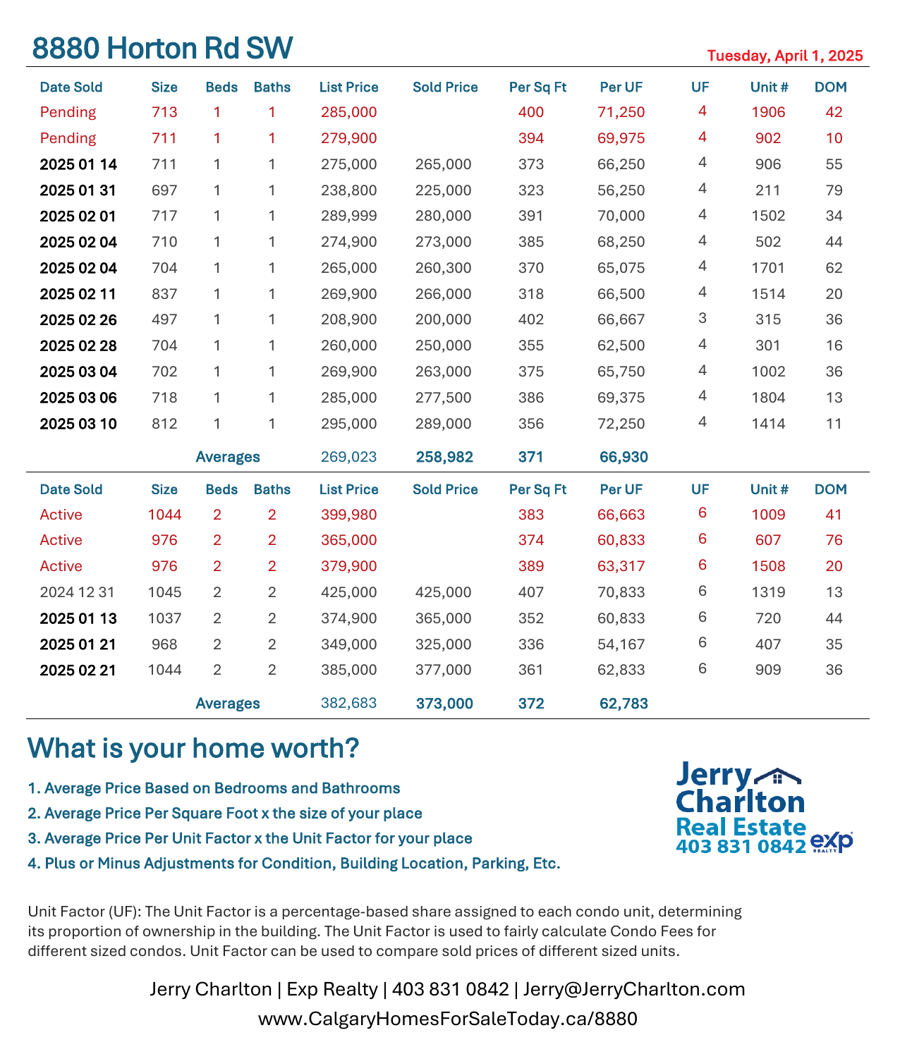 8880 Horton Rd SW
Tuesday, April 1, 2025
Date Sold Size Beds Baths List Price Sold Price Per Sq Ft Per UF UF Unit # DOM
Pending 713 1 1 285,000 400 71,250 4 1906 42
Pending 711 1 1 279,900 394 69,975 4 902 10
2025 01 14 711 1 1 275,000 265,000 373 66,250 4 906 55
2025 01 31 697 1 1 238,800 225,000 323 56,250 4 211 79
2025 02 01 717 1 1 289,999 280,000 391 70,000 4 1502 34
2025 02 04 710 1 1 274,900 273,000 385 68,250 4 502 44
2025 02 04 704 1 1 265,000 260,300 370 65,075 4 1701 62
2025 02 11 837 1 1 269,900 266,000 318 66,500 4 1514 20
2025 02 26 497 1 1 208,900 200,000 402 66,667 3 315 36
2025 02 28 704 1 1 260,000 250,000 355 62,500 4 301 16
2025 03 04 702 1 1 269,900 263,000 375 65,750 4 1002 36
2025 03 06 718 1 1 285,000 277,500 386 69,375 4 1804 13
2025 03 10 812 1 1 295,000 289,000 356 72,250 4 1414 11
Averages 269,023 258,982 371 66,930
Date Sold Size Beds Baths List Price Sold Price Per Sq Ft Per UF UF Unit # DOM
Active 1044 2 2 399,980 383 66,663 6 1009 41
Active 976 2 2 365,000 374 60,833 6 607 76
Active 976 2 2 379,900 389 63,317 6 1508 20
2024 12 31 1045 2 2 425,000 425,000 407 70,833 6 1319 13
2025 01 13 1037 2 2 374,900 365,000 352 60,833 6 720 44
2025 01 21 968 2 2 349,000 325,000 336 54,167 6 407 35
2025 02 21 1044 2 2 385,000 377,000 361 62,833 6 909 36
Averages 382,683 373,000 372 62,783
What is your home worth?
1. Average Price Based on Bedrooms and Bathrooms
2. Average Price Per Square Foot x the size of your place
3. Average Price Per Unit Factor x the Unit Factor for your place
4. Plus or Minus Adjustments for Condition, Building Location, Parking, Etc.
Jerry
Charlton
Real Estate
403 831 0842 exp
REALTY
Unit Factor (UF): The Unit Factor is a percentage-based share assigned to each condo unit, determining
its proportion of ownership in the building. The Unit Factor is used to fairly calculate Condo Fees for
different sized condos. Unit Factor can be used to compare sold prices of different sized units.
Jerry Charlton | Exp Realty | 403 831 0842 | Jerry@JerryCharlton.com
www.CalgaryHomesForSaleToday.ca/8880